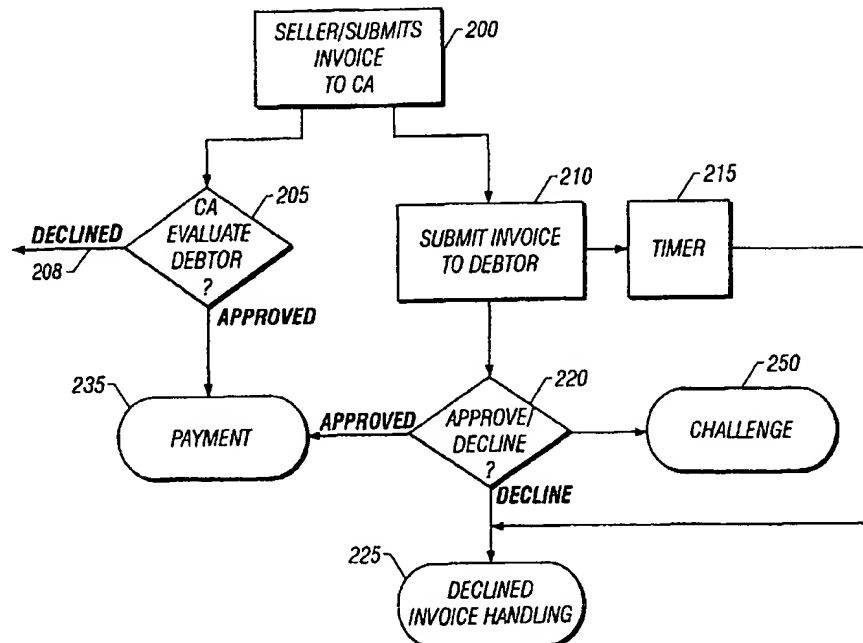 SELLER/SUBMITS
INVOICE
TO CA
200
CA
EVALUATE
DEBTOR
?
205
DECLINED
208
APPROVED
SUBMIT INVOICE
TO DEBTOR
210
TIMER
215
235
PAYMENT
APPROVED
APPROVE/
DECLINE
?
220
CHALLENGE
250
DECLINE
225
DECLINED
INVOICE HANDLING